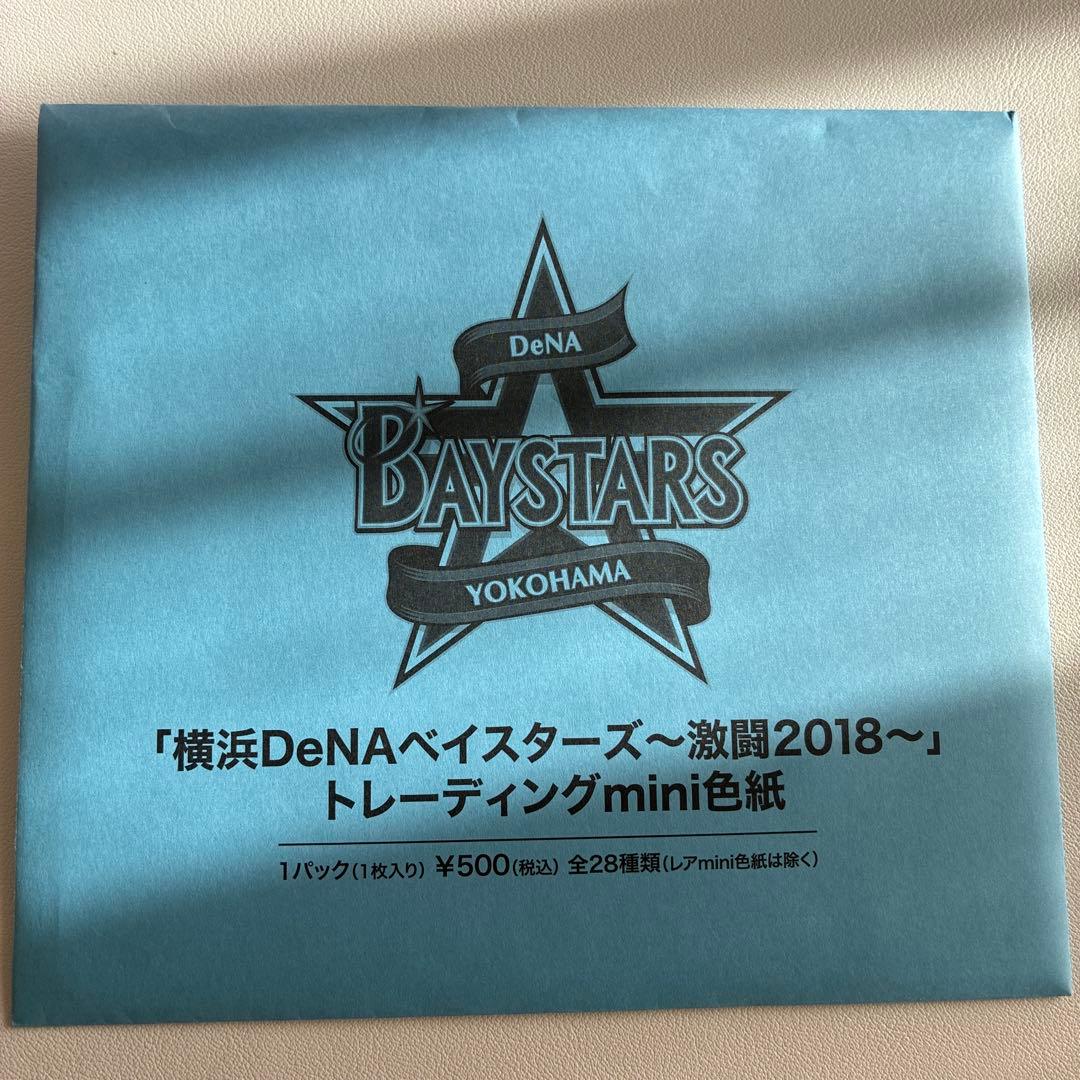 DeNA
BAYSTARS
YOKOHAMA
「横浜DeNAベイスターズ〜激闘2018〜」
トレーディングmini色紙
1パック(1枚入り) ¥500(税込) 全28種類(レアmini色紙は除く)